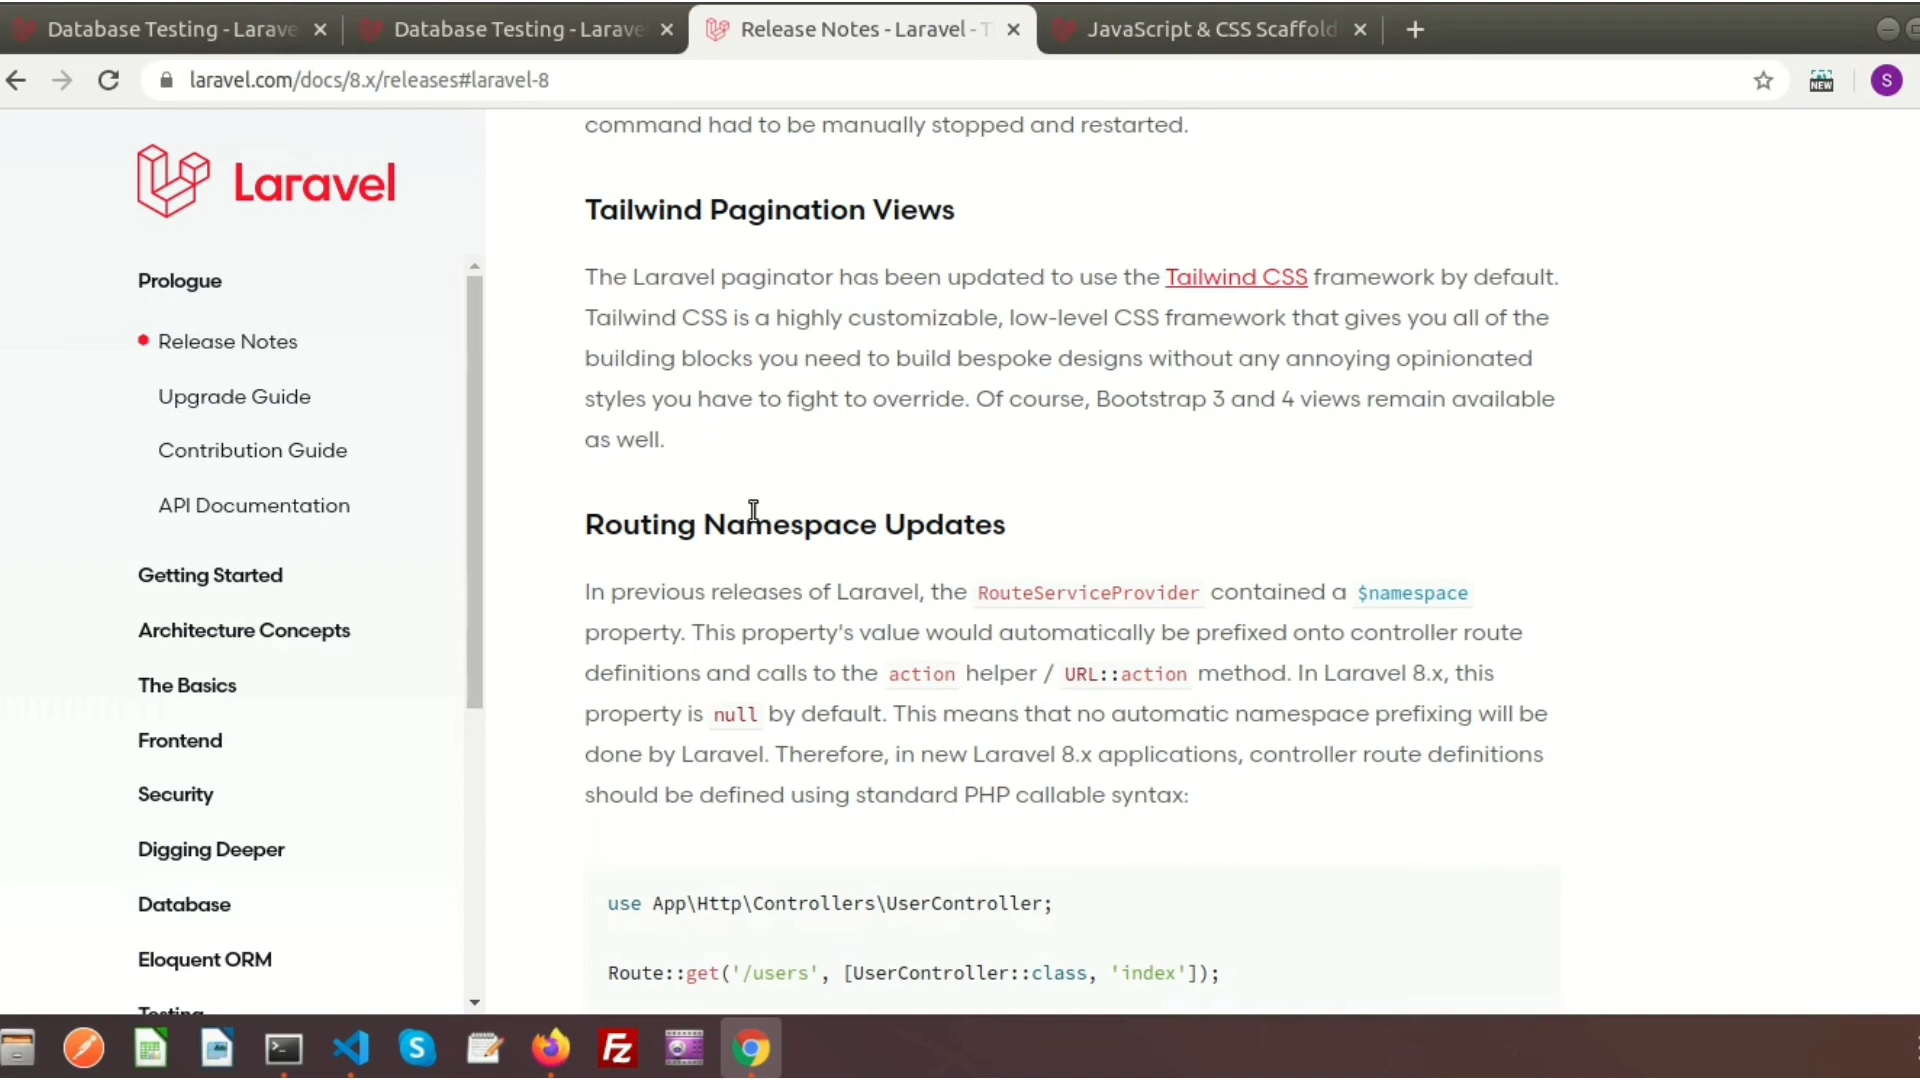 Database Testing - Larave
Database Testing - Larave
Release Notes - Laravel - T
JavaScript & CSS Scaffold
laravel.com/docs/8.x/releases#laravel-8
NEW
S
Laravel
Prologue
Release Notes
Upgrade Guide
Contribution Guide
API Documentation
Getting Started
Architecture Concepts
The Basics
Frontend
Security
Digging Deeper
Database
Eloquent ORM
Testing
command had to be manually stopped and restarted.
Tailwind Pagination Views
The Laravel paginator has been updated to use the Tailwind CSS framework by default.
Tailwind CSS is a highly customizable, low-level CSS framework that gives you all of the
building blocks you need to build bespoke designs without any annoying opinionated
styles you have to fight to override. Of course, Bootstrap 3 and 4 views remain available
as well.
Routing Namespace Updates
In previous releases of Laravel, the RouteServiceProvider contained a $namespace
property. This property's value would automatically be prefixed onto controller route
definitions and calls to the action helper / URL::action method. In Laravel 8.x, this
property is null by default. This means that no automatic namespace prefixing will be
done by Laravel. Therefore, in new Laravel 8.x applications, controller route definitions
should be defined using standard PHP callable syntax:
use App\Http\Controllers\UserController;
Route::get('/users', [UserController::class, 'index']);
Fz